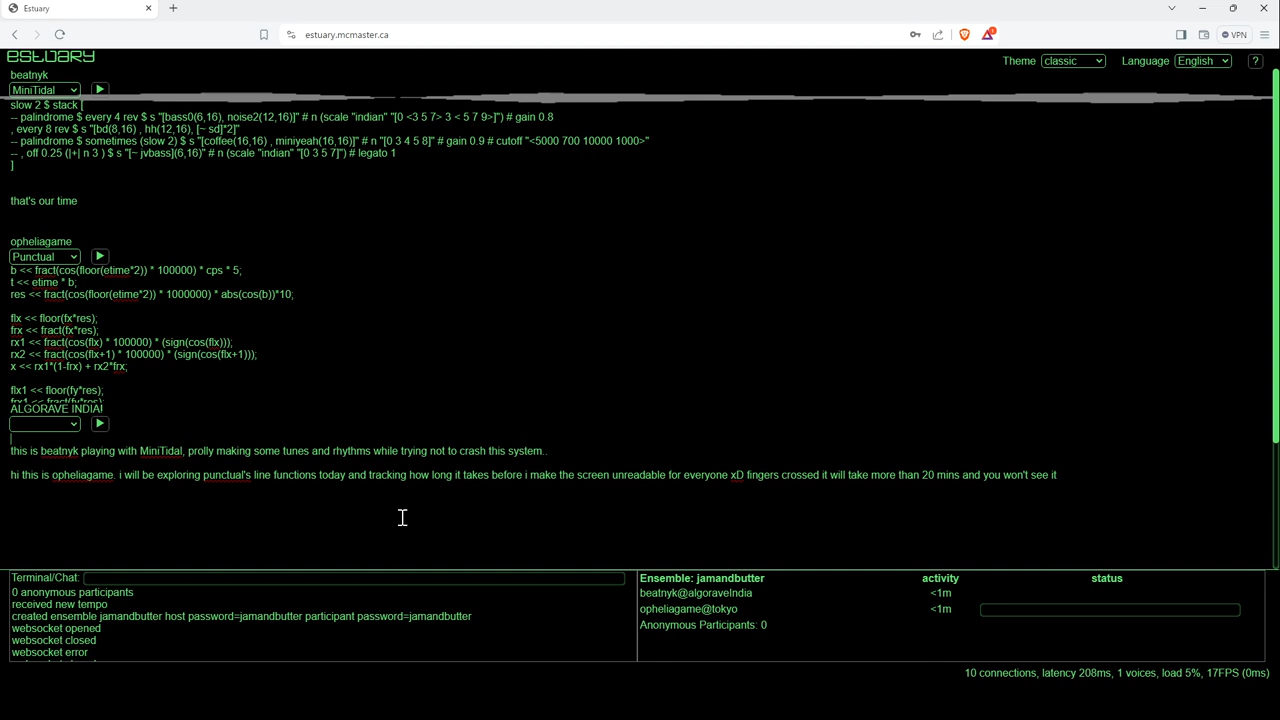 Estuary
estuary.mcmaster.ca
VPN
estuary
Theme classic Language English ?
beatnyk
MiniTidal
slow 2 $ stack [
-- palindrome $ every 4 rev $ s "[bass0(6,16), noise2(12,16)]" # n (scale "indian" "[0 <3 5 7> 3 < 5 7 9>]") # gain 0.8
, every 8 rev $ s "[bd(8,16) , hh(12,16), [~ sd]*2]"
-- palindrome $ sometimes (slow 2) $ s "[coffee(16,16) , miniyeah(16,16)]" # n "[0 3 4 5 8]" # gain 0.9 # cutoff "<5000 700 10000 1000>"
-- , off 0.25 (|+| n 3 ) $ s "[~ jvbass](6,16)" # n (scale "indian" "[0 3 5 7]") # legato 1
]
that's our time
opheliagame
Punctual
b << fract(cos(floor(etime*2)) * 100000) * cps * 5;
t << etime * b;
res << fract(cos(floor(etime*2)) * 1000000) * abs(cos(b))*10;
flx << floor(fx*res);
frx << fract(fx*res);
rx1 << fract(cos(flx) * 100000) * (sign(cos(flx)));
rx2 << fract(cos(flx+1) * 100000) * (sign(cos(flx+1)));
x << rx1*(1-frx) + rx2*frx;
flx1 << floor(fy*res);
frx1 << fract(fy*res);
ALGORAVE INDIA!
this is beatnyk playing with MiniTidal, prolly making some tunes and rhythms while trying not to crash this system..
hi this is opheliagame. i will be exploring punctual's line functions today and tracking how long it takes before i make the screen unreadable for everyone xD fingers crossed it will take more than 20 mins and you won't see it
Terminal/Chat:
0 anonymous participants
received new tempo
created ensemble jamandbutter host password=jamandbutter participant password=jamandbutter
websocket opened
websocket closed
websocket error
Ensemble: jamandbutter activity status
beatnyk@algoraveIndia <1m
opheliagame@tokyo <1m
Anonymous Participants: 0
10 connections, latency 208ms, 1 voices, load 5%, 17FPS (0ms)